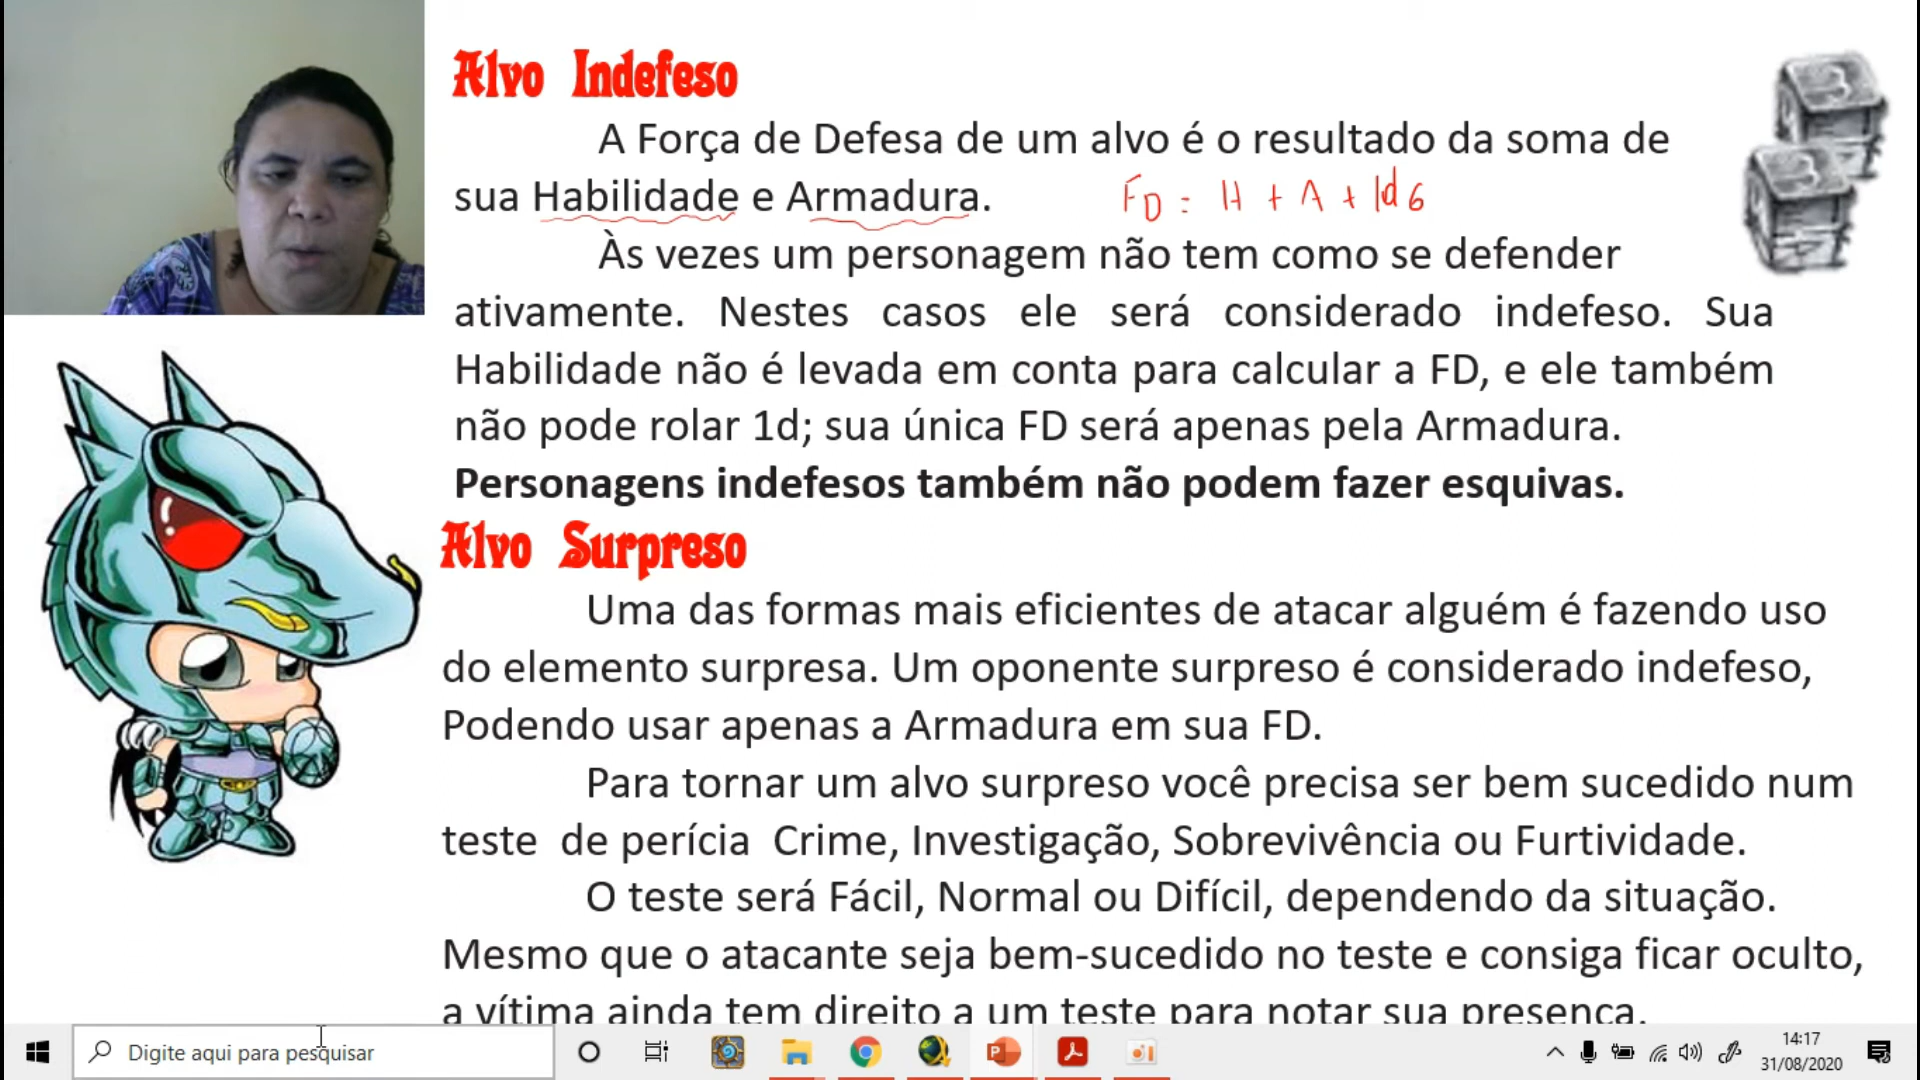 Alvo Indefeso
A Força de Defesa de um alvo é o resultado da soma de
sua Habilidade e Armadura. FD = H + A + 1d6
Às vezes um personagem não tem como se defender
ativamente. Nestes casos ele será considerado indefeso. Sua
Habilidade não é levada em conta para calcular a FD, e ele também
não pode rolar 1d; sua única FD será apenas pela Armadura.
Personagens indefesos também não podem fazer esquivas.
Alvo Surpreso
Uma das formas mais eficientes de atacar alguém é fazendo uso
do elemento surpresa. Um oponente surpreso é considerado indefeso,
Podendo usar apenas a Armadura em sua FD.
Para tornar um alvo surpreso você precisa ser bem sucedido num
teste de perícia Crime, Investigação, Sobrevivência ou Furtividade.
O teste será Fácil, Normal ou Difícil, dependendo da situação.
Mesmo que o atacante seja bem-sucedido no teste e consiga ficar oculto,
a vítima ainda tem direito a um teste para notar sua presença.
Digite aqui para pesquisar
14:17
31/08/2020